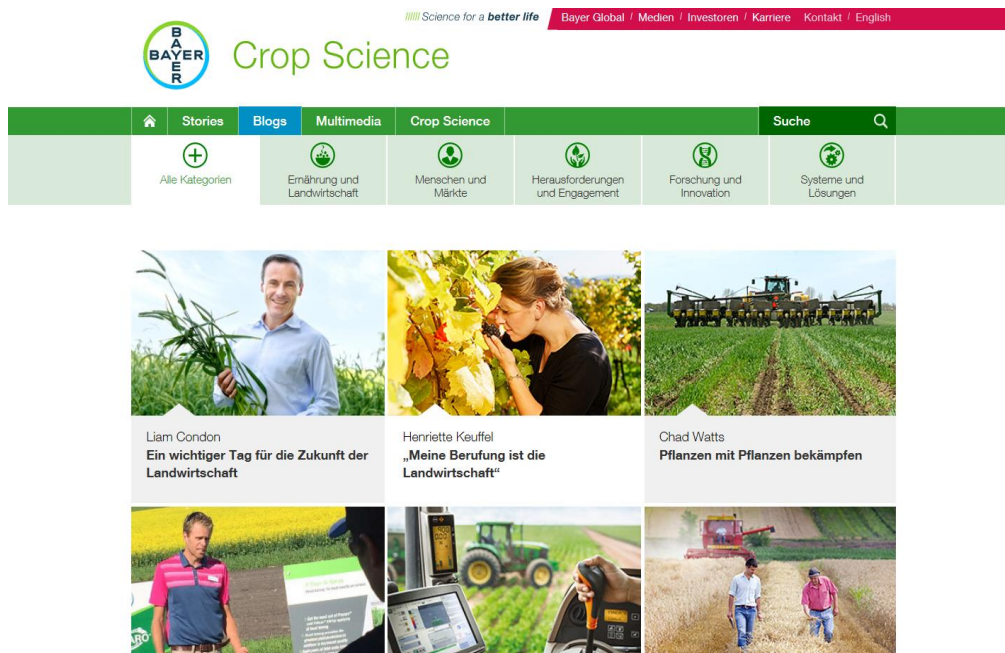 ////// Science for a better life
Bayer Global / Medien / Investoren / Karriere Kontakt / English
BAYER
BAYER
Crop Science
Stories Blogs Multimedia Crop Science Suche
Alle Kategorien
Ernährung und
Landwirtschaft
Menschen und
Märkte
Herausforderungen
und Engagement
Forschung und
Innovation
Systeme und
Lösungen
Liam Condon
Ein wichtiger Tag für die Zukunft der
Landwirtschaft
Henriette Keuffel
„Meine Berufung ist die
Landwirtschaft“
Chad Watts
Pflanzen mit Pflanzen bekämpfen